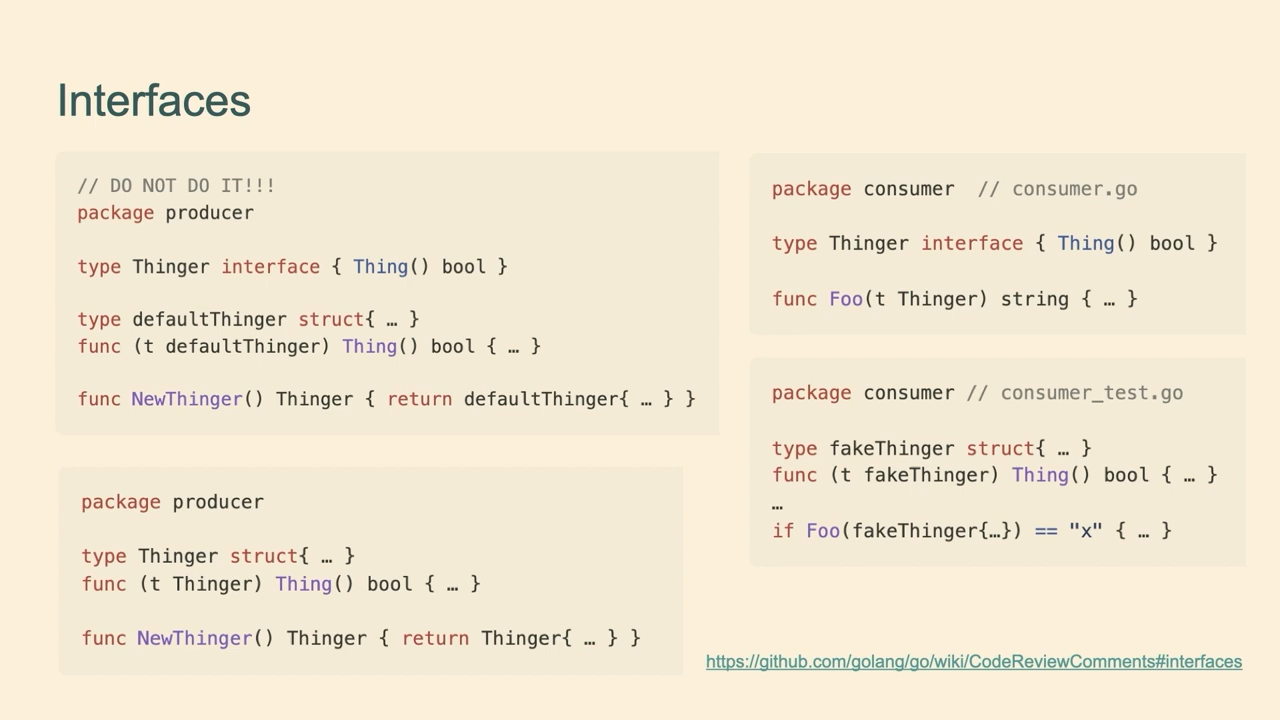 Interfaces
// DO NOT DO IT!!!
package producer
type Thinger interface { Thing() bool }
type defaultThinger struct{ … }
func (t defaultThinger) Thing() bool { … }
func NewThinger() Thinger { return defaultThinger{ … } }
package producer
type Thinger struct{ … }
func (t Thinger) Thing() bool { … }
func NewThinger() Thinger { return Thinger{ … } }
package consumer  // consumer.go
type Thinger interface { Thing() bool }
func Foo(t Thinger) string { … }
package consumer // consumer_test.go
type fakeThinger struct{ … }
func (t fakeThinger) Thing() bool { … }
…
if Foo(fakeThinger{…}) == "x" { … }
https://github.com/golang/go/wiki/CodeReviewComments#interfaces